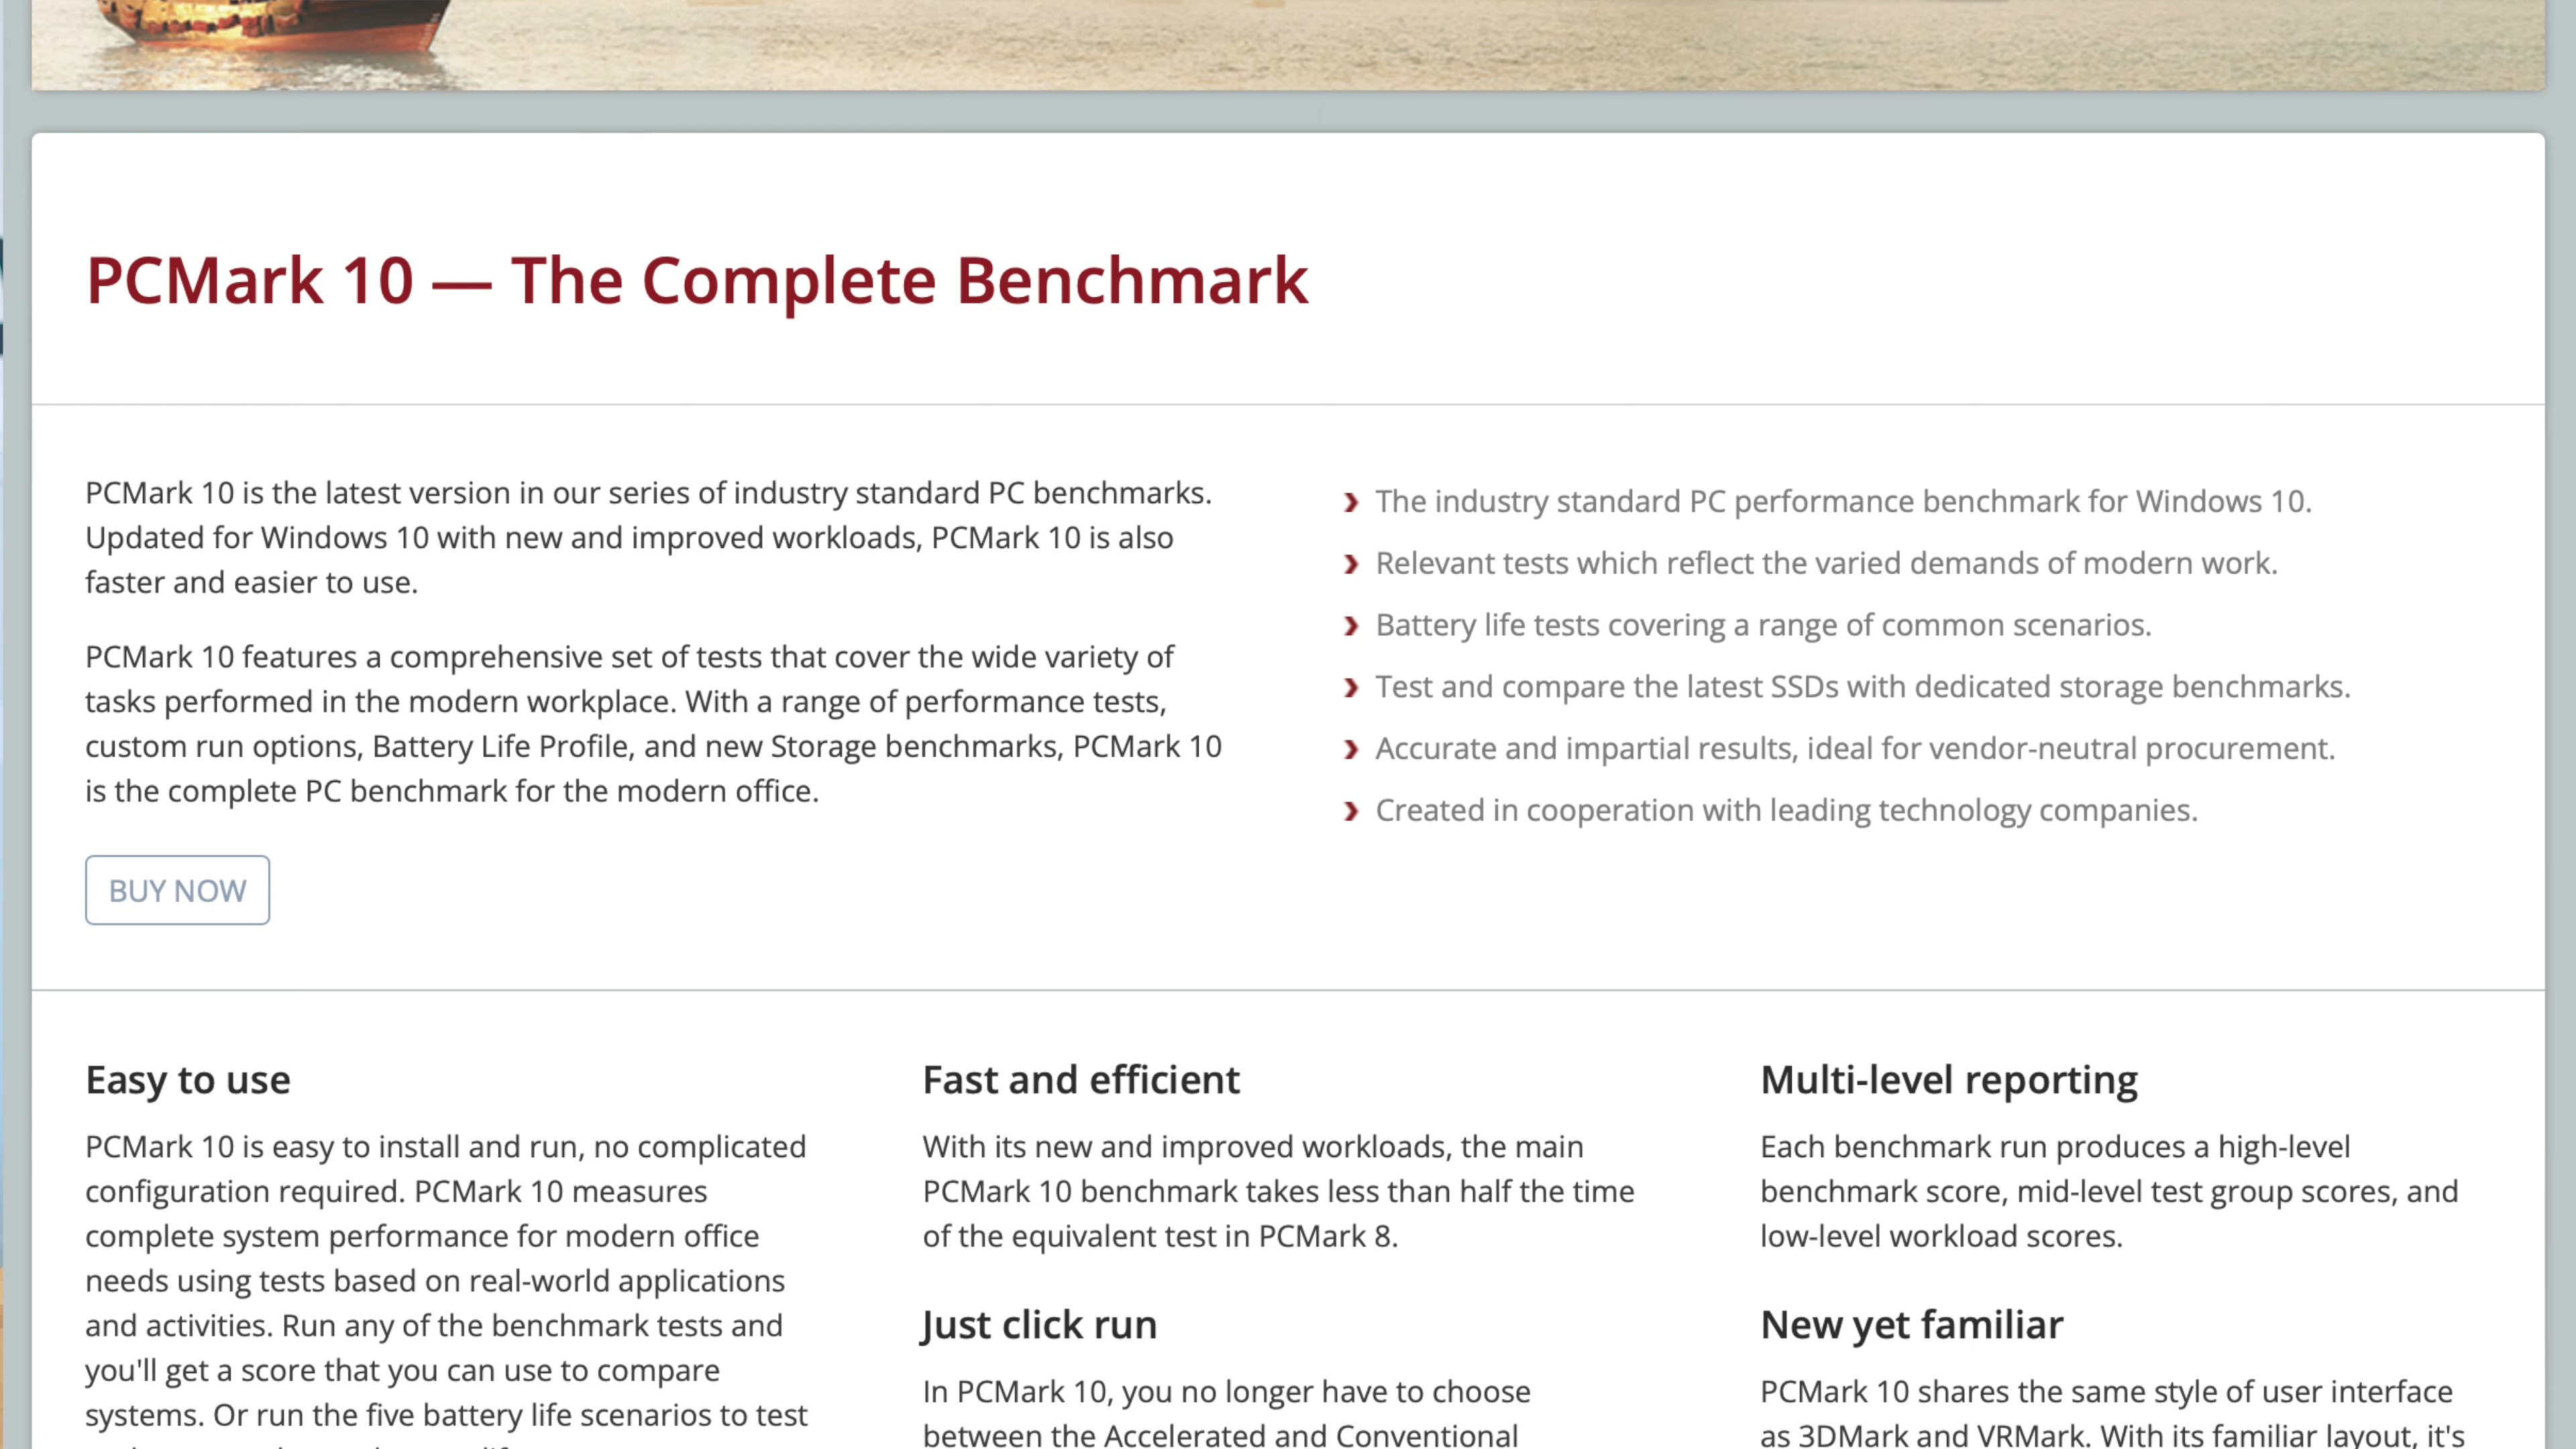 PCMark 10 — The Complete Benchmark
PCMark 10 is the latest version in our series of industry standard PC benchmarks.
Updated for Windows 10 with new and improved workloads, PCMark 10 is also
faster and easier to use.
PCMark 10 features a comprehensive set of tests that cover the wide variety of
tasks performed in the modern workplace. With a range of performance tests,
custom run options, Battery Life Profile, and new Storage benchmarks, PCMark 10
is the complete PC benchmark for the modern office.
BUY NOW
The industry standard PC performance benchmark for Windows 10.
Relevant tests which reflect the varied demands of modern work.
Battery life tests covering a range of common scenarios.
Test and compare the latest SSDs with dedicated storage benchmarks.
Accurate and impartial results, ideal for vendor-neutral procurement.
Created in cooperation with leading technology companies.
Easy to use
PCMark 10 is easy to install and run, no complicated
configuration required. PCMark 10 measures
complete system performance for modern office
needs using tests based on real-world applications
and activities. Run any of the benchmark tests and
you'll get a score that you can use to compare
systems. Or run the five battery life scenarios to test
Fast and efficient
With its new and improved workloads, the main
PCMark 10 benchmark takes less than half the time
of the equivalent test in PCMark 8.
Just click run
In PCMark 10, you no longer have to choose
between the Accelerated and Conventional
Multi-level reporting
Each benchmark run produces a high-level
benchmark score, mid-level test group scores, and
low-level workload scores.
New yet familiar
PCMark 10 shares the same style of user interface
as 3DMark and VRMark. With its familiar layout, it's